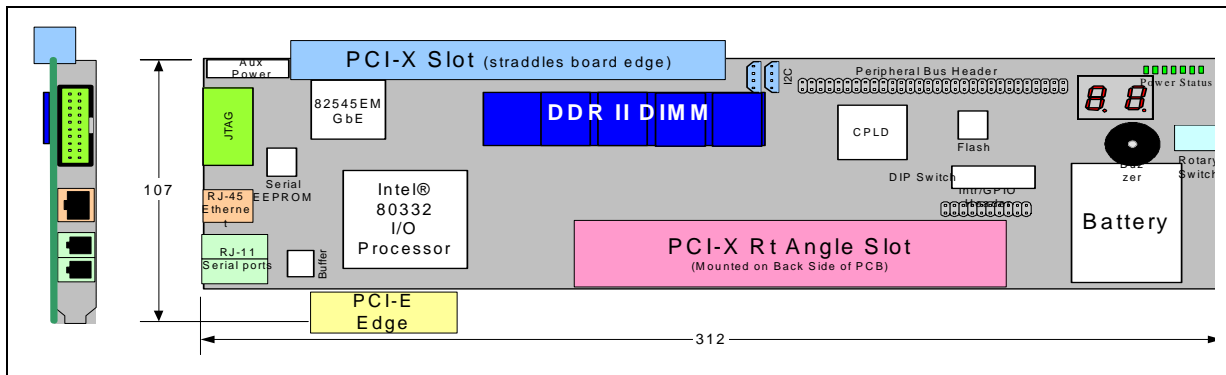 Aux
Power
PCI-X Slot (straddles board edge)
I2C
Peripheral Bus Header
Power Status
8.8.
82545EM
GbE
DDR II DIMM
JTAG
CPLD
Flash
Serial
EEPROM
DIP Switch
Buz
zer
Rotary
Switch
107
RJ-45
Etherne
t
Intel®
80332
I/O
Processor
Intr/GPIO
Header
Battery
RJ-11
Serial ports
Buffer
PCI-X Rt Angle Slot
(Mounted on Back Side of PCB)
PCI-E
Edge
312